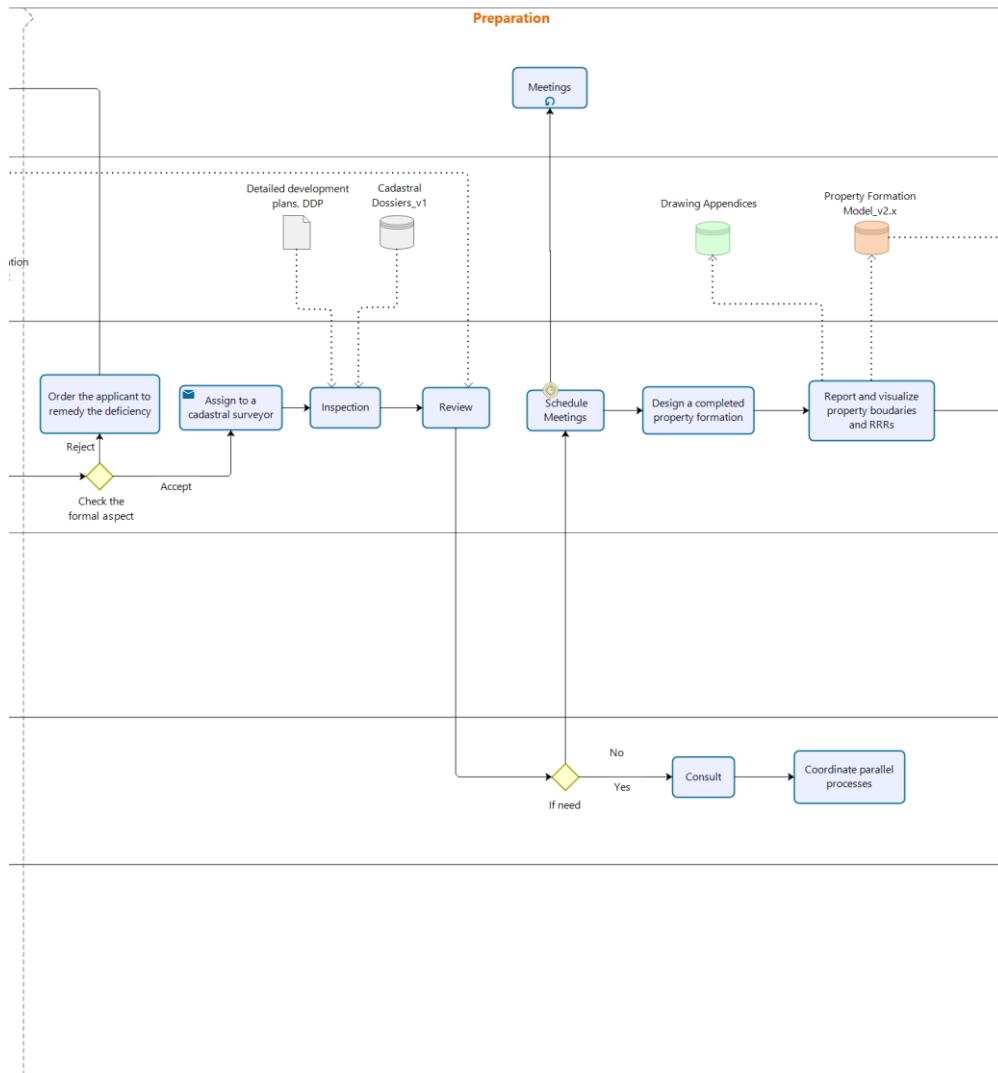 Preparation
Meetings
Detailed development
plans, DDP
Cadastral
Dossiers_v1
Drawing Appendices
Property Formation
Model_v2.x
Order the applicant to
remedy the deficiency
Assign to a
cadastral surveyor
Inspection
Review
Schedule
Meetings
Design a completed
property formation
Report and visualize
property boudaries
and RRRs
Reject
Accept
Check the
formal aspect
No
Yes
If need
Consult
Coordinate parallel
processes